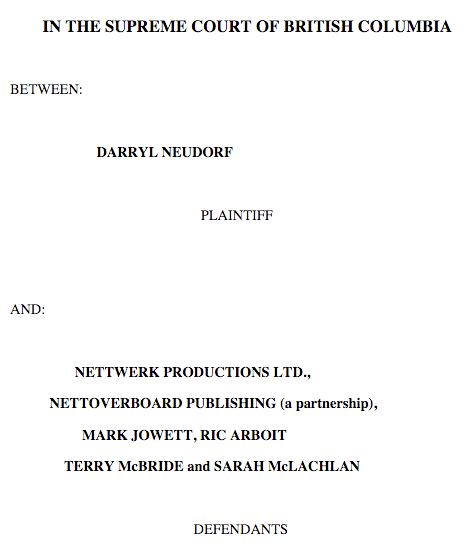 IN THE SUPREME COURT OF BRITISH COLUMBIA
BETWEEN:
DARRYL NEUDORF
PLAINTIFF
AND:
NETTWERK PRODUCTIONS LTD.,
NETTOVERBOARD PUBLISHING (a partnership),
MARK JOWETT, RIC ARBOIT
TERRY McBRIDE and SARAH McLACHLAN
DEFENDANTS